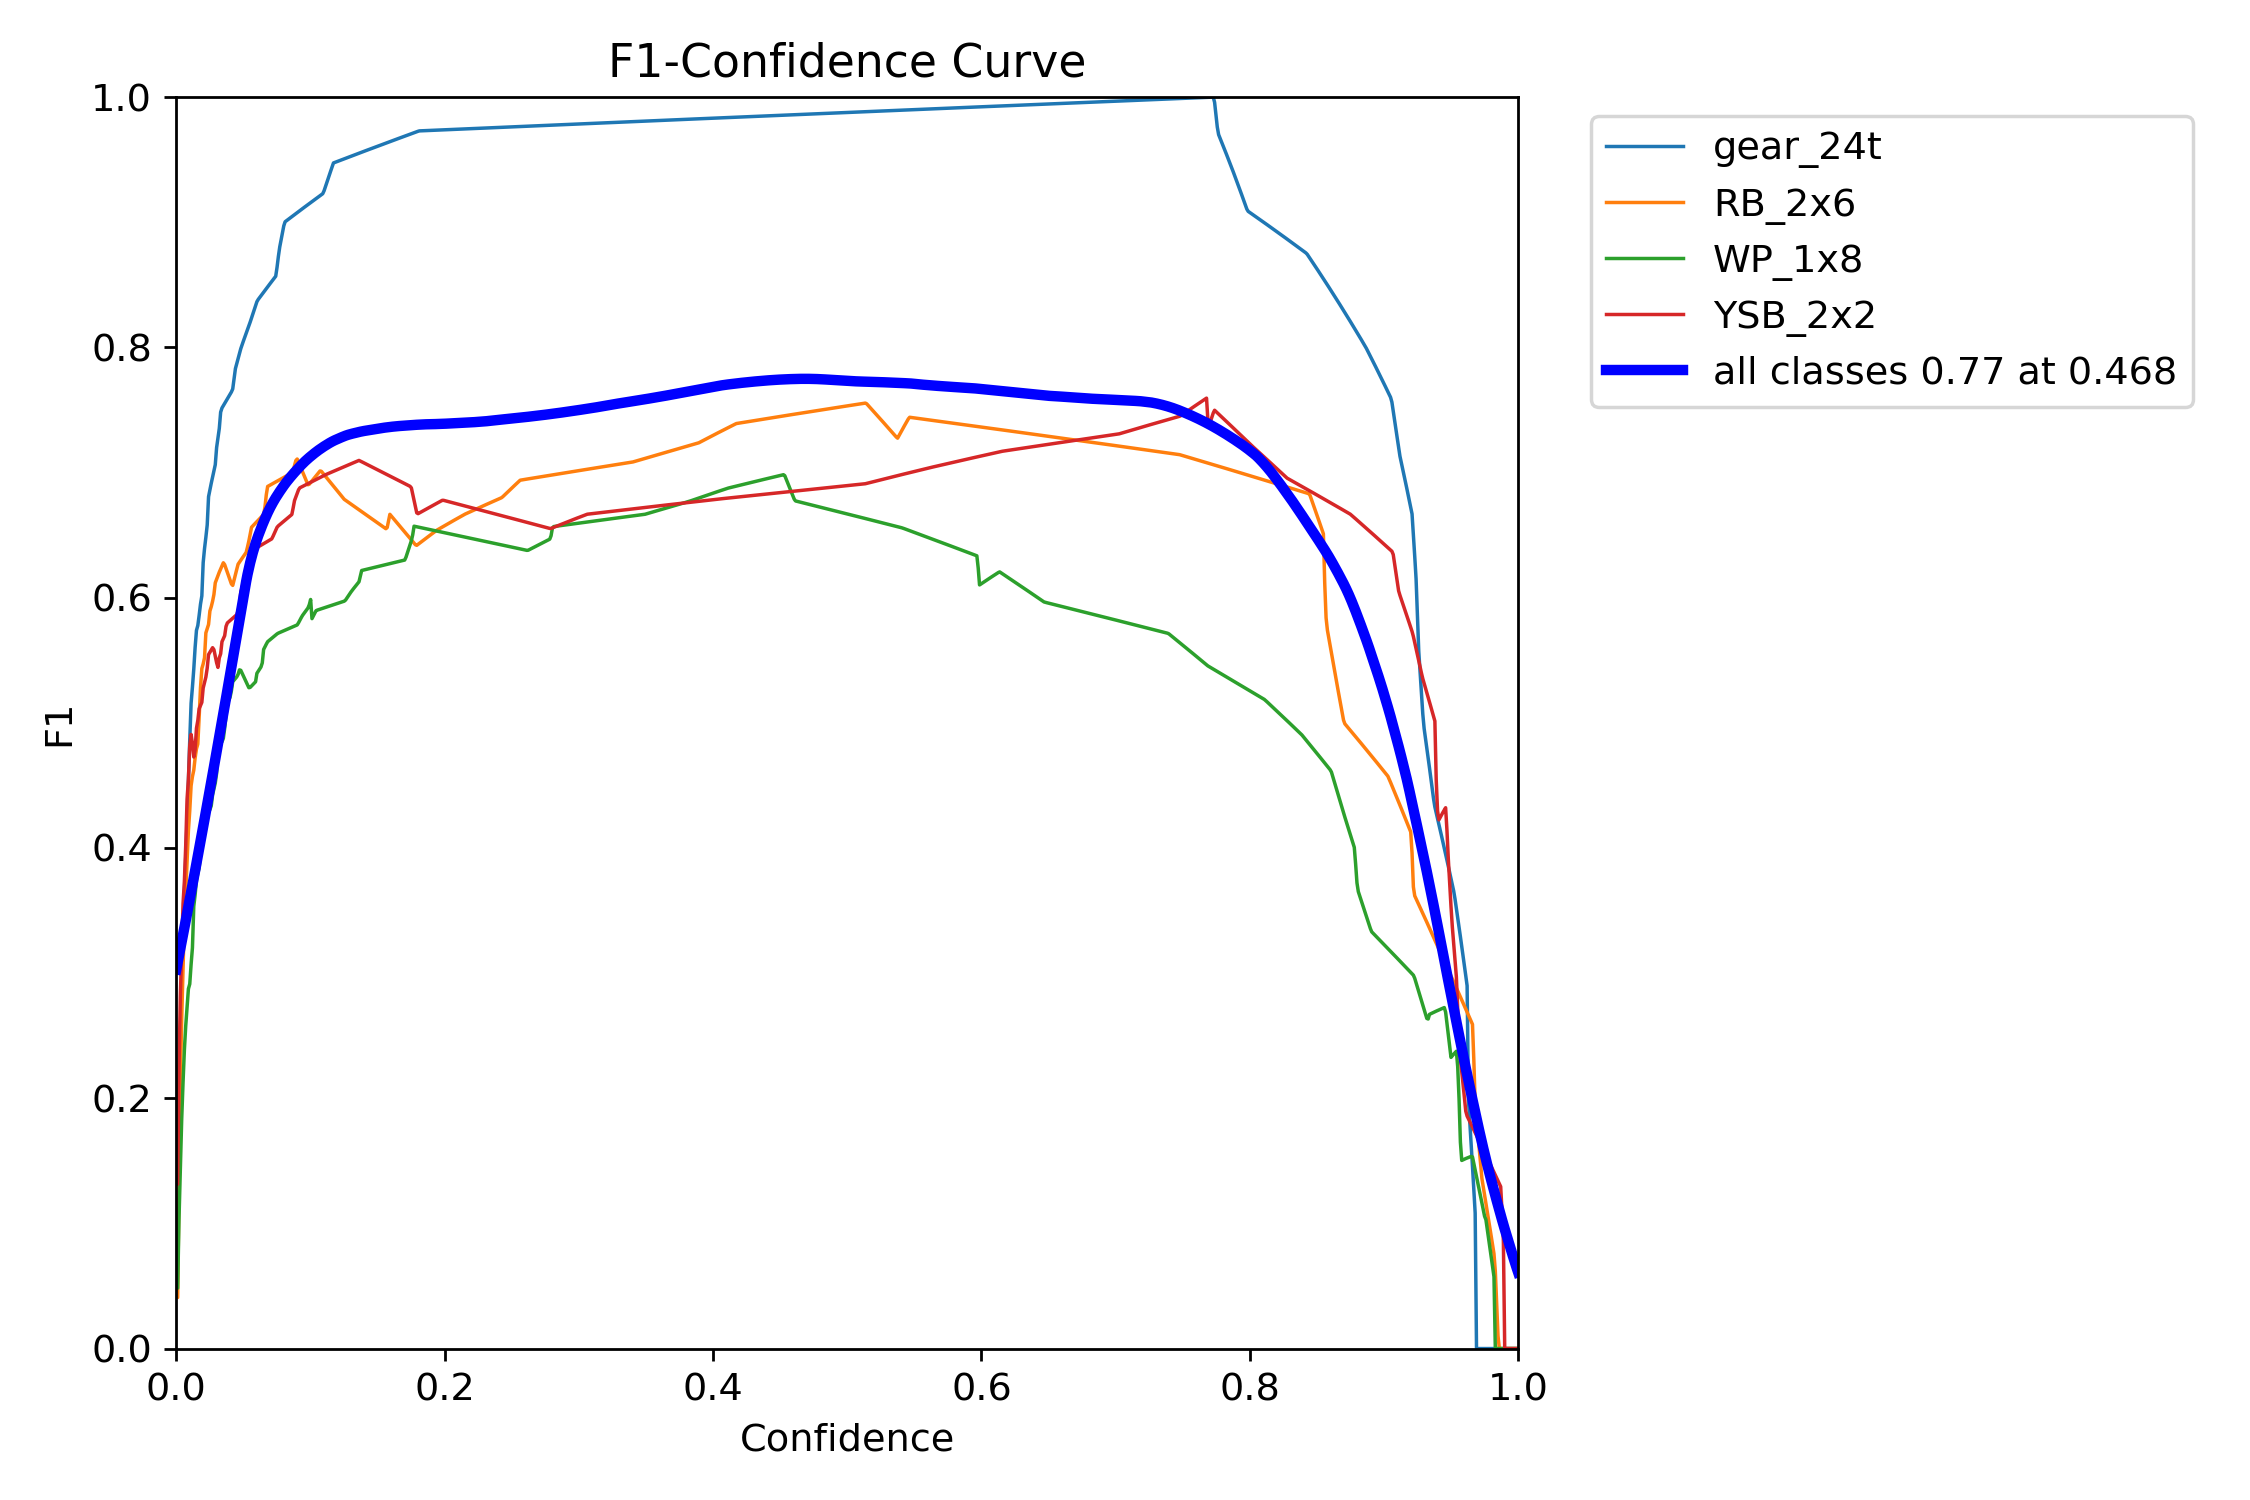 F1-Confidence Curve
1.0
0.8
0.6
0.4
0.2
0.0
F1
0.0 0.2 0.4 0.6 0.8 1.0
Confidence
gear_24t
RB_2x6
WP_1x8
YSB_2x2
all classes 0.77 at 0.468